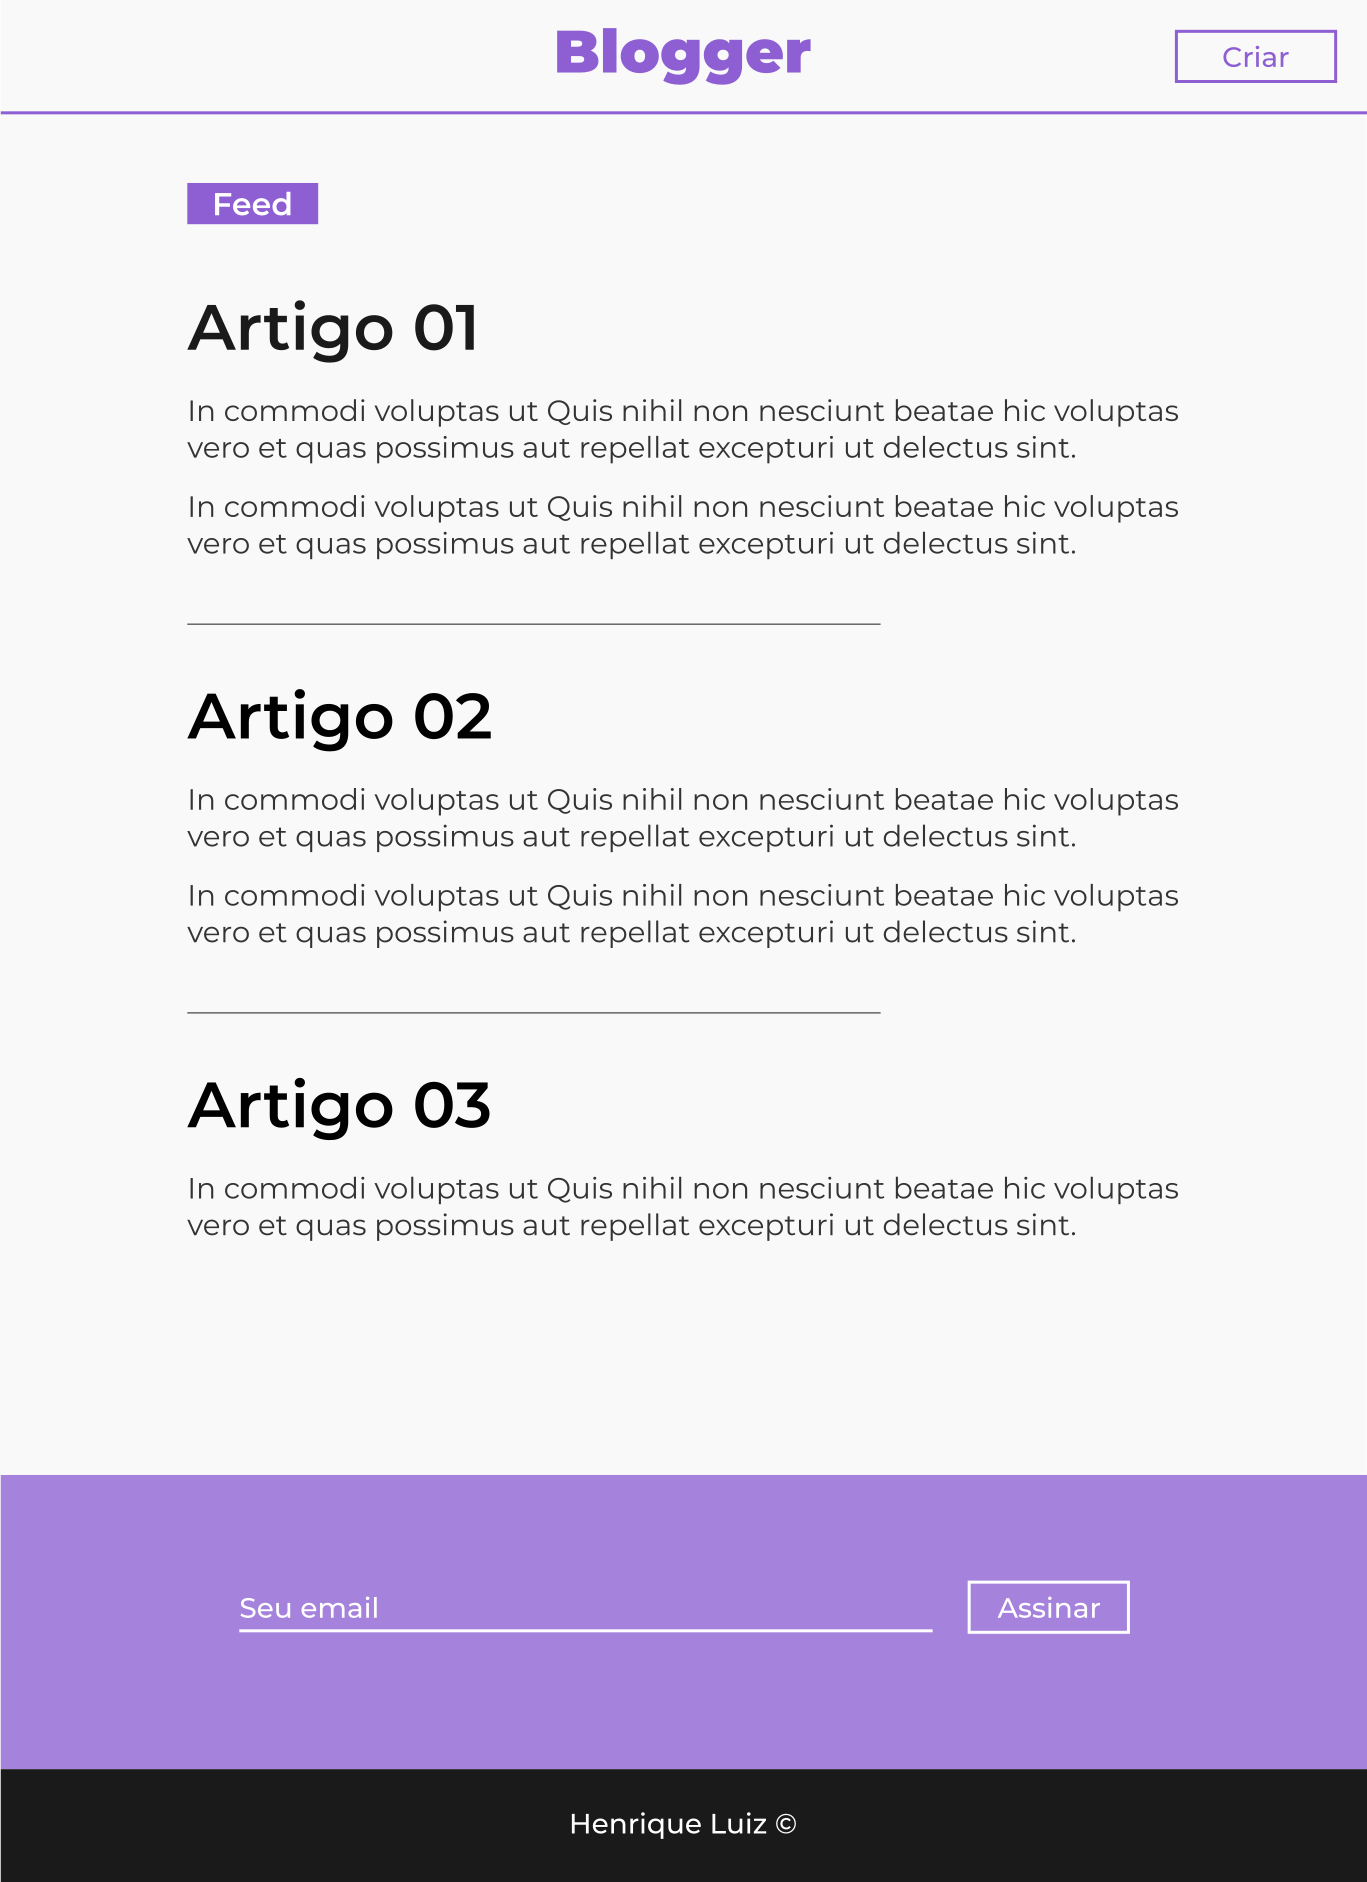 Blogger
Criar
Feed
Artigo 01
In commodi voluptas ut Quis nihil non nesciunt beatae hic voluptas
vero et quas possimus aut repellat excepturi ut delectus sint.
In commodi voluptas ut Quis nihil non nesciunt beatae hic voluptas
vero et quas possimus aut repellat excepturi ut delectus sint.
Artigo 02
In commodi voluptas ut Quis nihil non nesciunt beatae hic voluptas
vero et quas possimus aut repellat excepturi ut delectus sint.
In commodi voluptas ut Quis nihil non nesciunt beatae hic voluptas
vero et quas possimus aut repellat excepturi ut delectus sint.
Artigo 03
In commodi voluptas ut Quis nihil non nesciunt beatae hic voluptas
vero et quas possimus aut repellat excepturi ut delectus sint.
Seu email
Assinar
Henrique Luiz ©